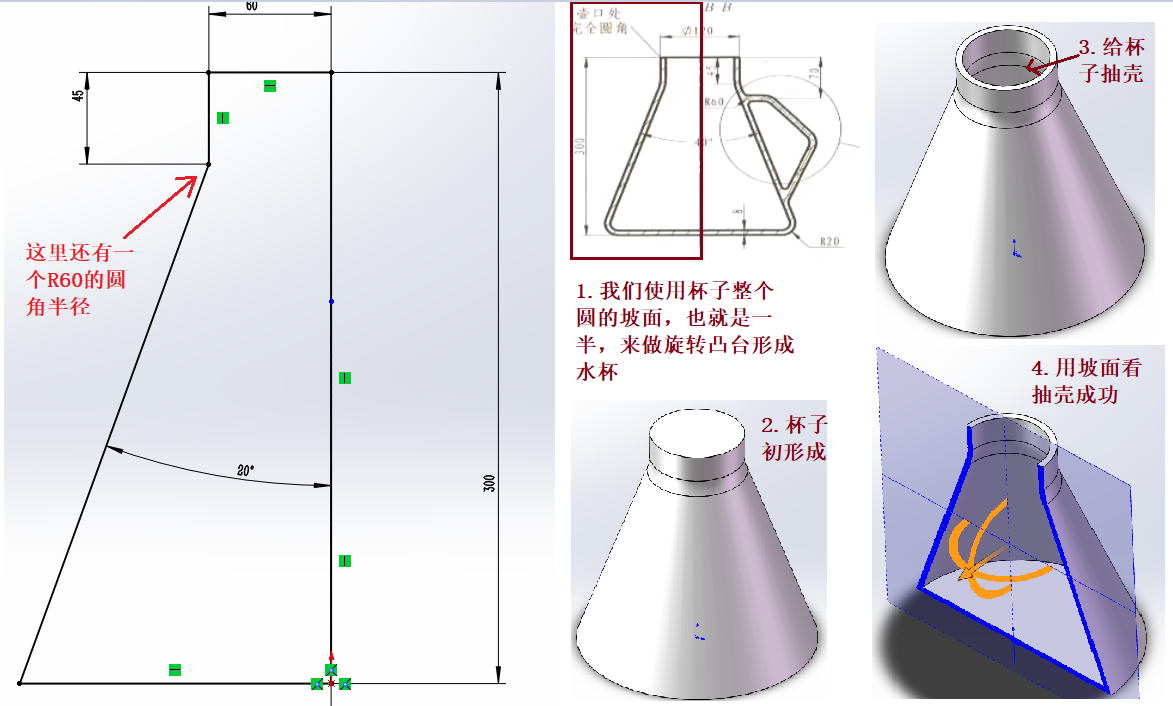 60
45
这里还有一
个R60的圆
角半径
20°
300
壶口处
完全圆角
B-B
∅120
45
70
R60
300
40°
8
R20
1.我们使用杯子整个
圆的坡面，也就是一
半，来做旋转凸台形成
水杯
2.杯子
初形成
3.给杯
子抽壳
4.用坡面看
抽壳成功